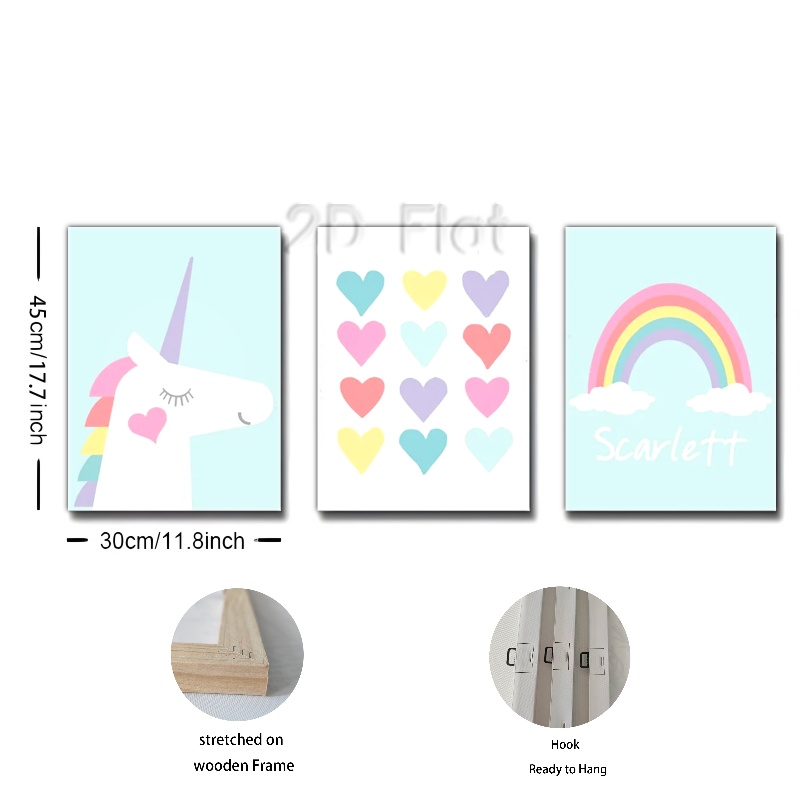 2D Flat
45cm/17.7inch
Scarlett
30cm/11.8inch
stretched on
wooden Frame
Hook
Ready to Hang